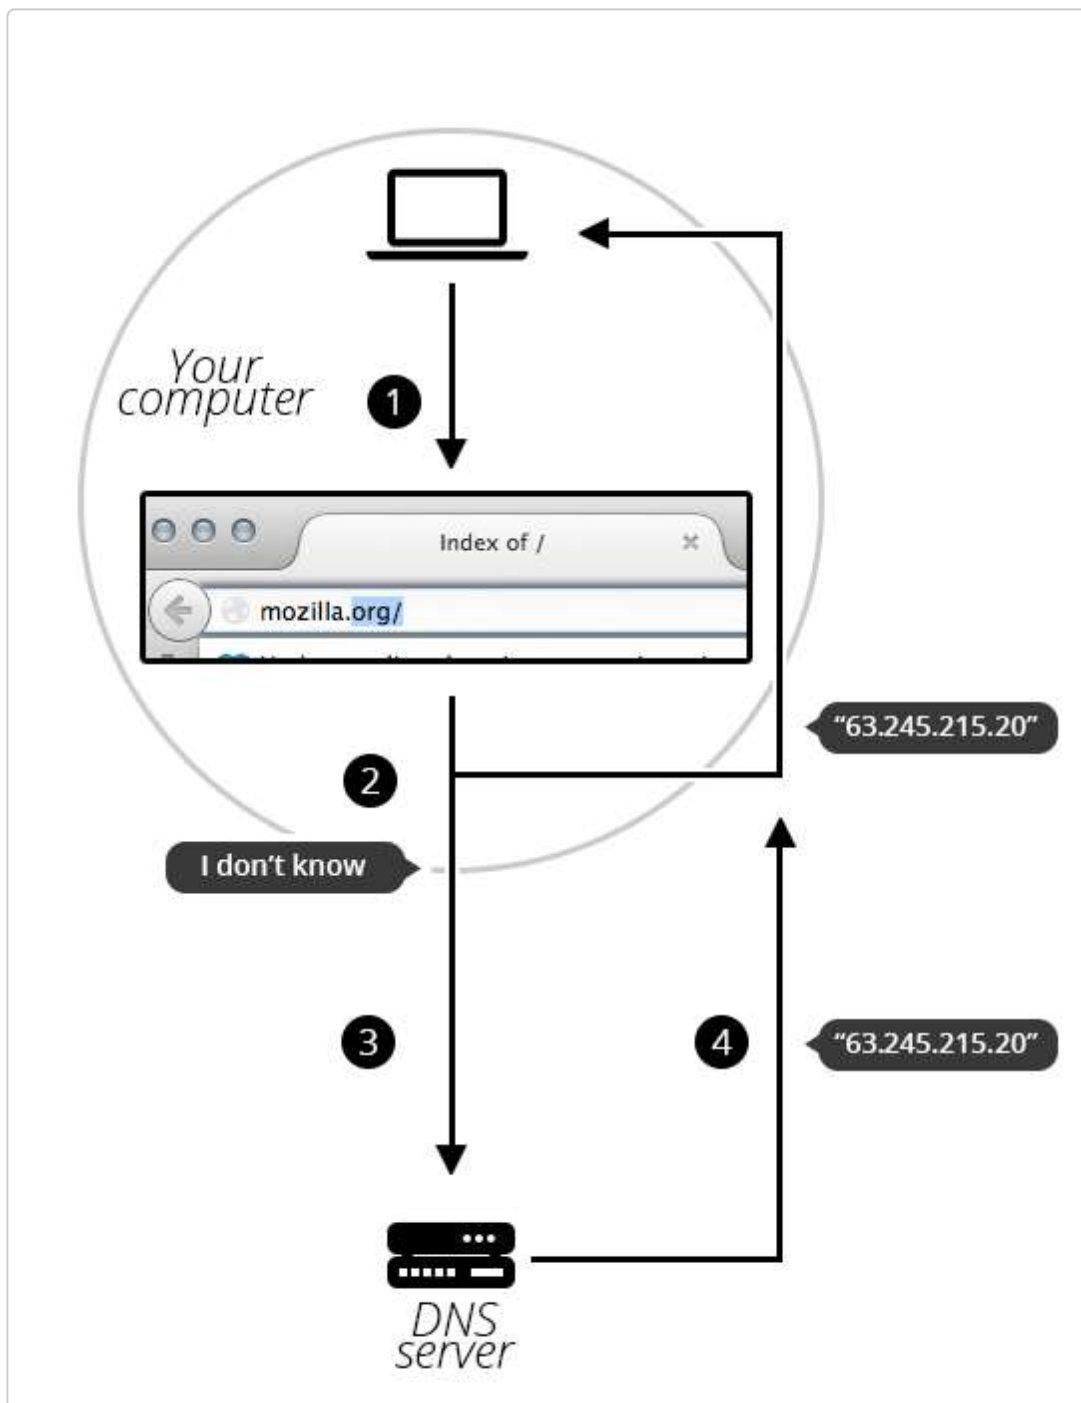 Your
computer
1
Index of /
mozilla.org/
2
“63.245.215.20”
I don’t know
3
4
“63.245.215.20”
DNS
server